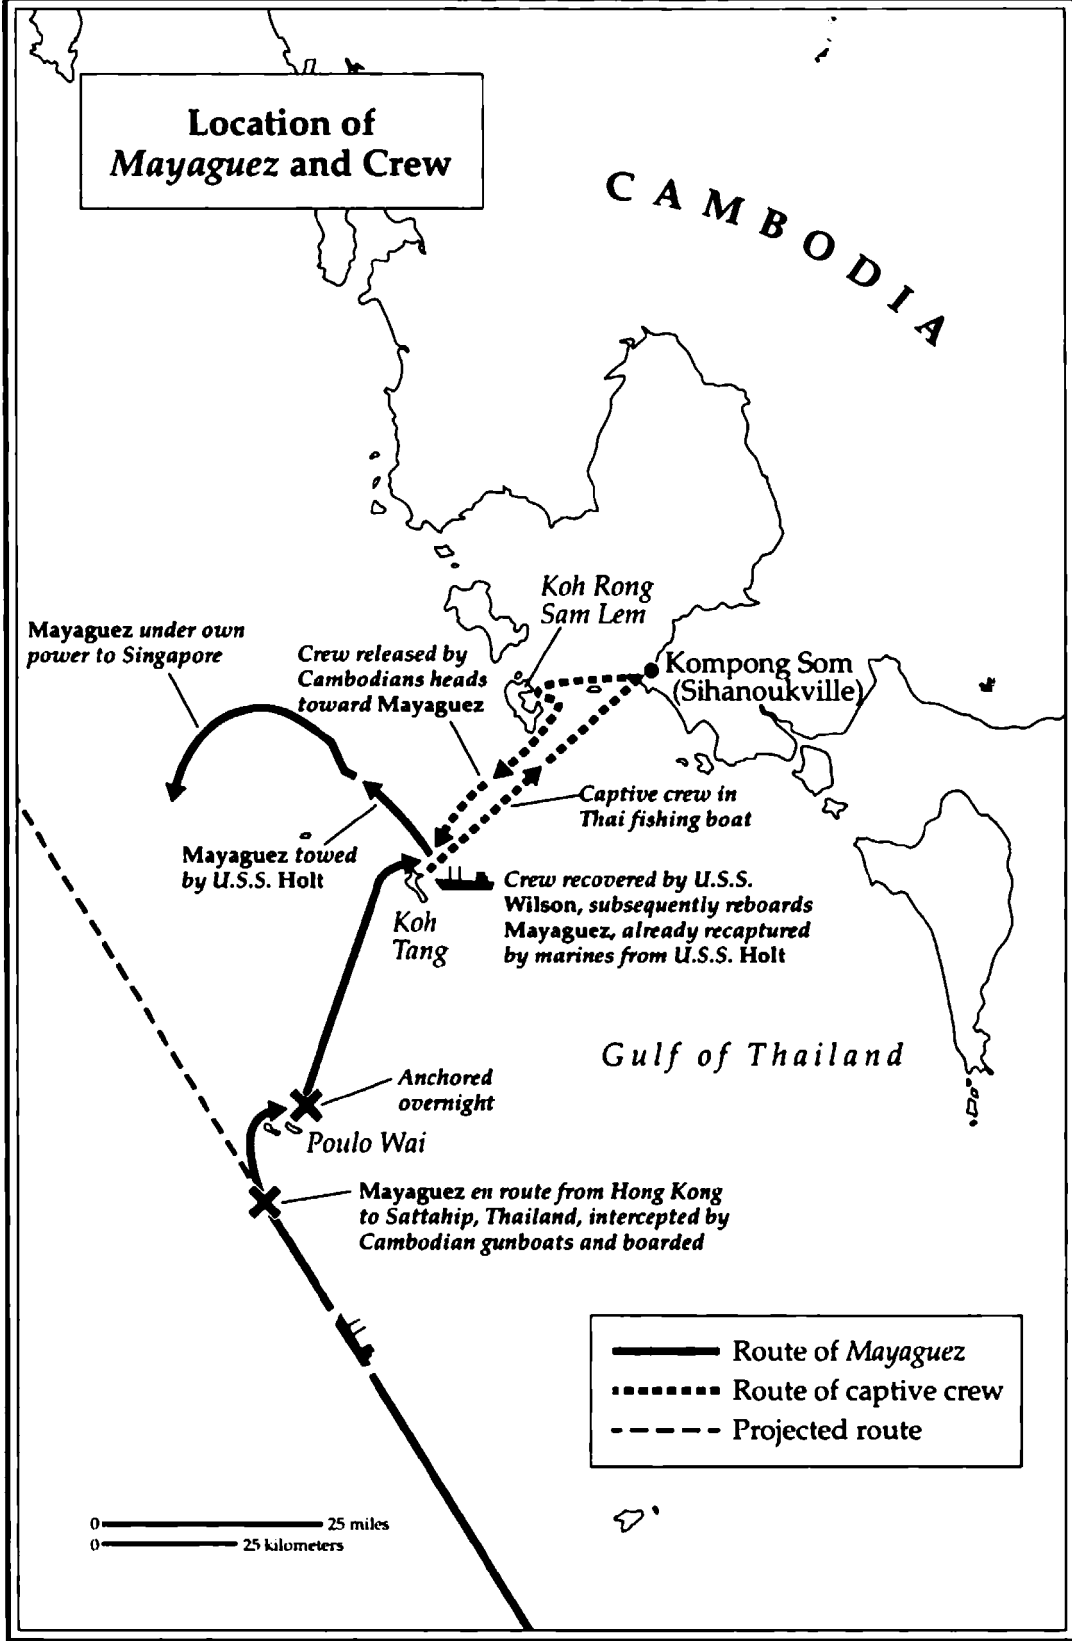 Location of
Mayaguez and Crew
CAMBODIA
Koh Rong
Sam Lem
Mayaguez under own
power to Singapore
Crew released by
Cambodians heads
toward Mayaguez
Kompong Som
(Sihanoukville)
Captive crew in
Thai fishing boat
Mayaguez towed
by U.S.S. Holt
Crew recovered by U.S.S.
Wilson, subsequently reboards
Mayaguez, already recaptured
by marines from U.S.S. Holt
Koh
Tang
Gulf of Thailand
Anchored
overnight
Poulo Wai
Mayaguez en route from Hong Kong
to Sattahip, Thailand, intercepted by
Cambodian gunboats and boarded
Route of Mayaguez
Route of captive crew
Projected route
0 25 miles
0 25 kilometers